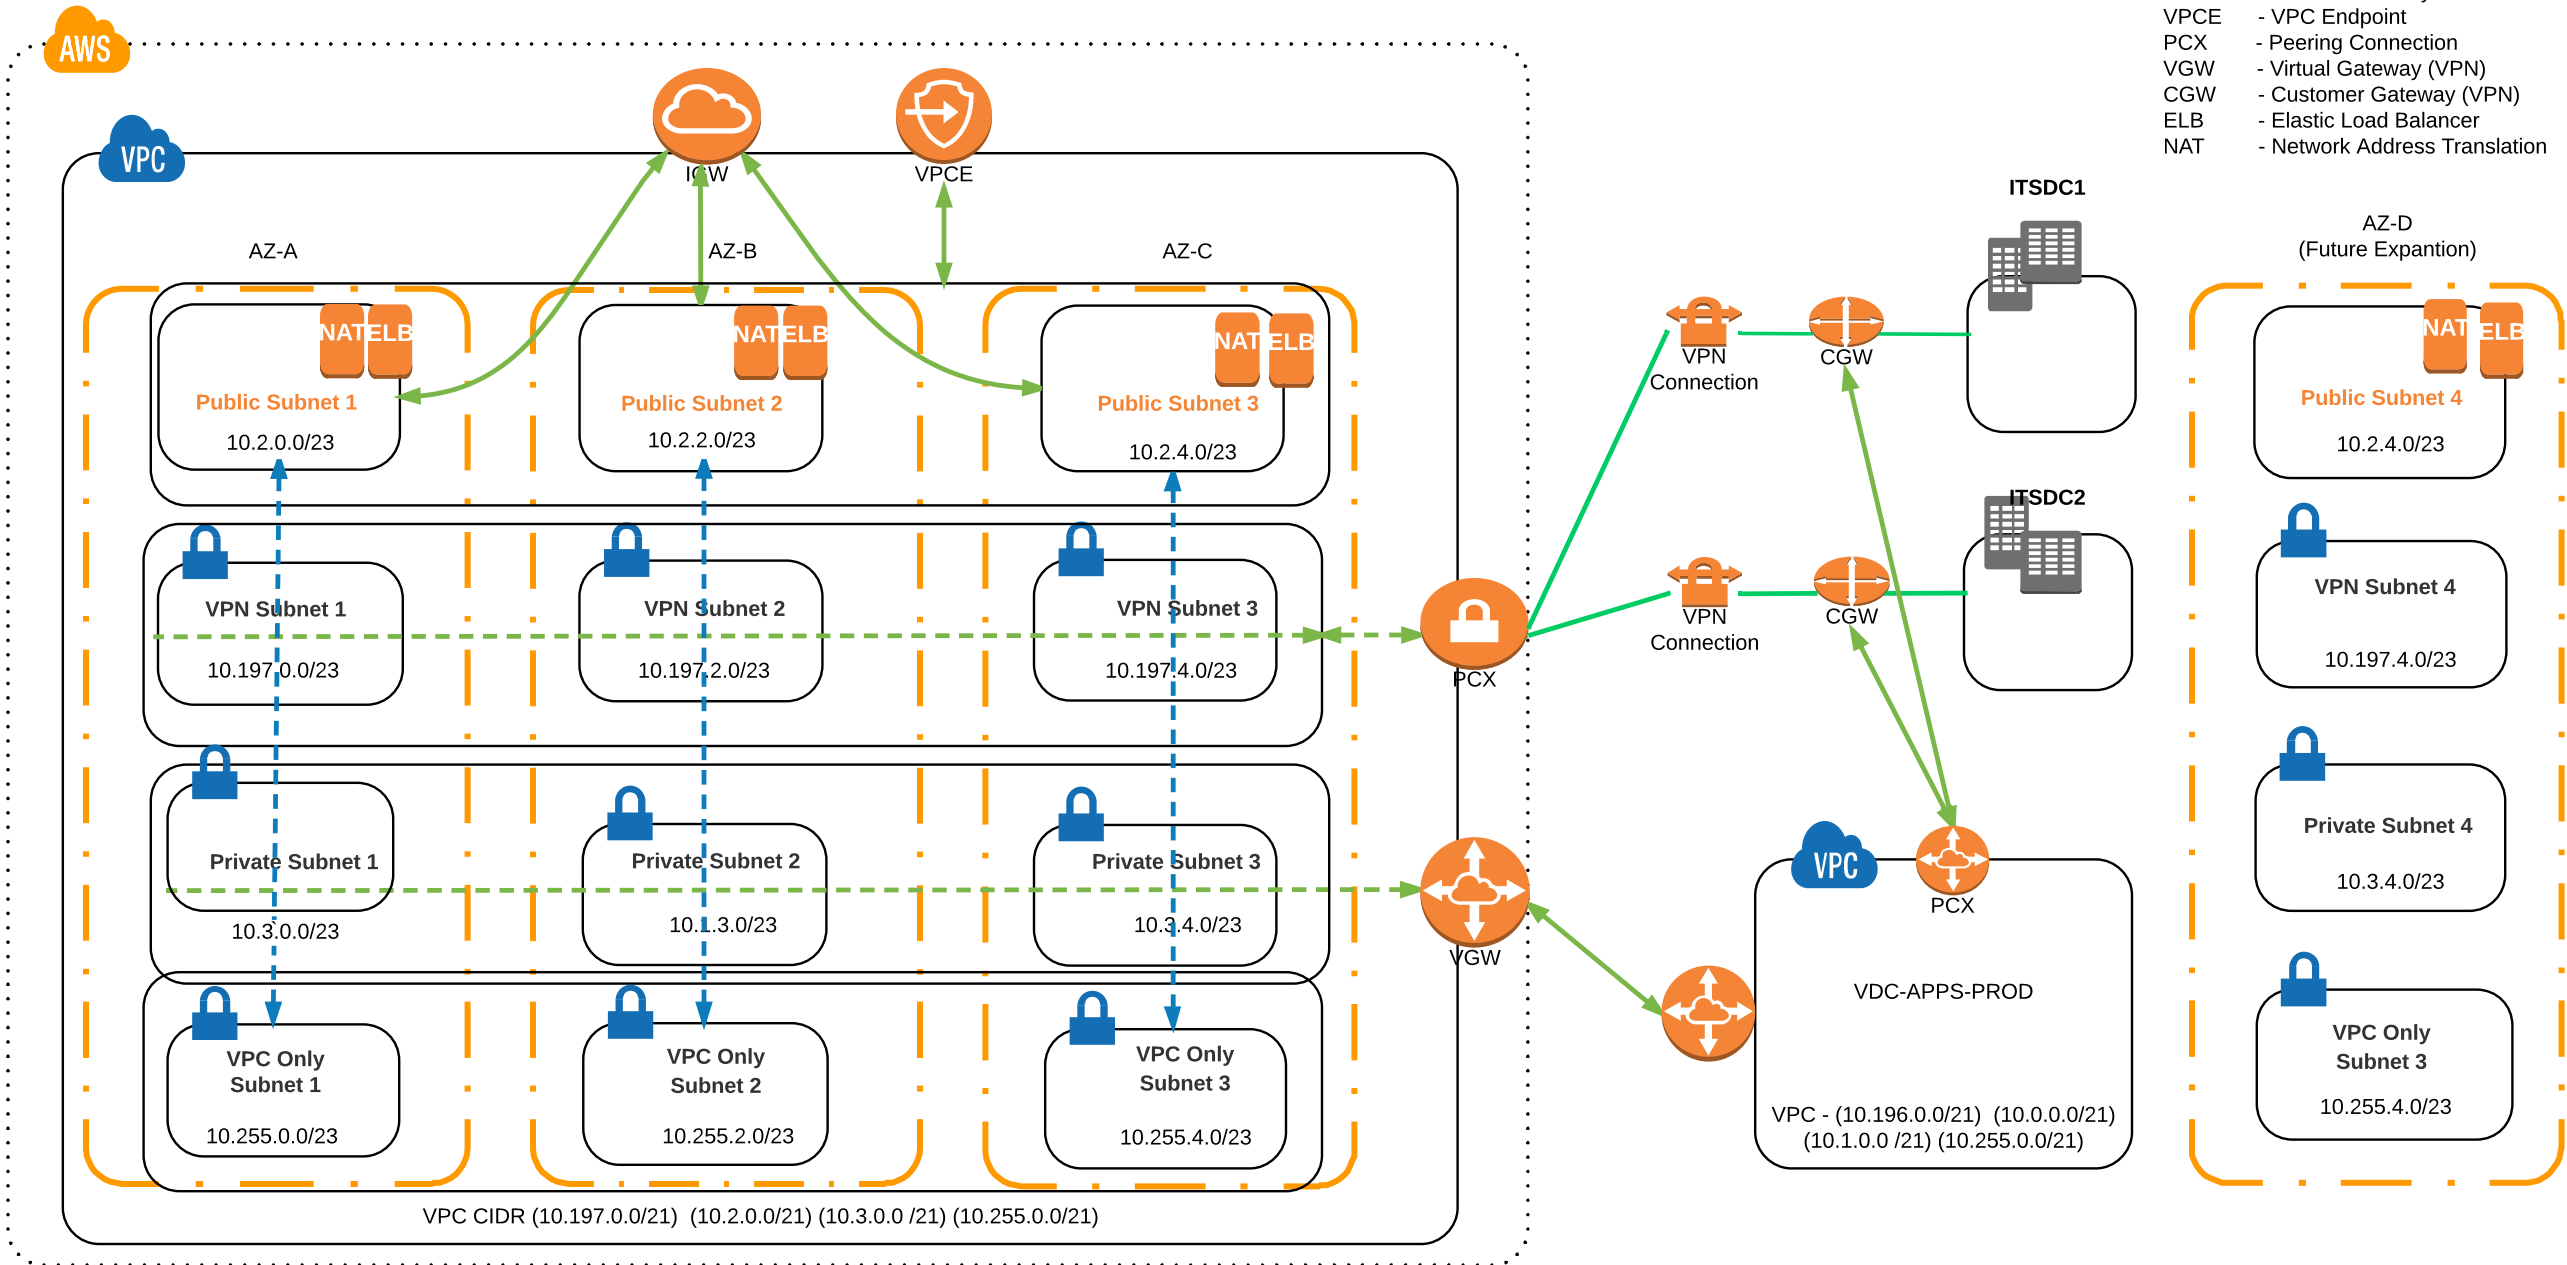 AWS
VPCE - VPC Endpoint
PCX - Peering Connection
VGW - Virtual Gateway (VPN)
CGW - Customer Gateway (VPN)
ELB - Elastic Load Balancer
NAT - Network Address Translation
VPC
IGW
VPCE
ITSDC1
AZ-A
AZ-B
AZ-C
AZ-D
(Future Expantion)
NAT ELB
NAT ELB
NAT ELB
NAT ELB
Public Subnet 1
10.2.0.0/23
Public Subnet 2
10.2.2.0/23
Public Subnet 3
10.2.4.0/23
VPN
Connection
CGW
Public Subnet 4
10.2.4.0/23
ITSDC2
VPN Subnet 1
10.197.0.0/23
VPN Subnet 2
10.197.2.0/23
VPN Subnet 3
10.197.4.0/23
PCX
VPN
Connection
CGW
VPN Subnet 4
10.197.4.0/23
Private Subnet 1
10.3.0.0/23
Private Subnet 2
10.1.3.0/23
Private Subnet 3
10.3.4.0/23
VGW
VPC
PCX
Private Subnet 4
10.3.4.0/23
VDC-APPS-PROD
VPC - (10.196.0.0/21) (10.0.0.0/21)
(10.1.0.0 /21) (10.255.0.0/21)
VPC Only
Subnet 1
10.255.0.0/23
VPC Only
Subnet 2
10.255.2.0/23
VPC Only
Subnet 3
10.255.4.0/23
VPC Only
Subnet 3
10.255.4.0/23
VPC CIDR (10.197.0.0/21) (10.2.0.0/21) (10.3.0.0 /21) (10.255.0.0/21)